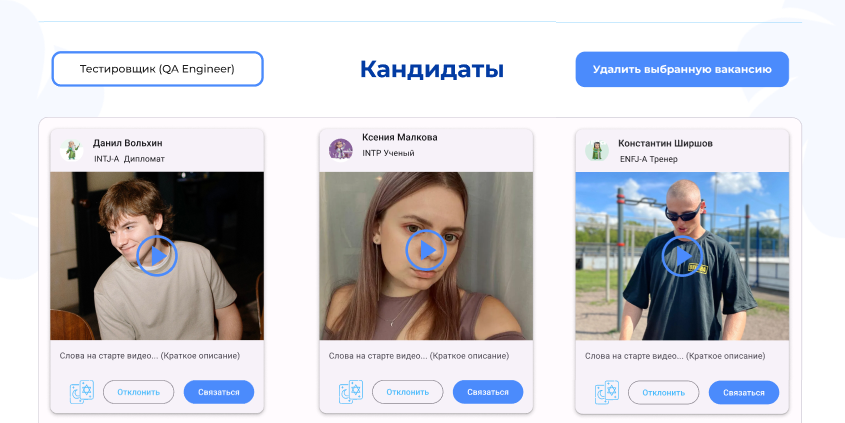 Тестировщик (QA Engineer)
Кандидаты
Удалить выбранную вакансию
Данил Вольхин
INTJ-A Дипломат
Ксения Малкова
INTP Ученый
Константин Ширшов
ENFJ-A Тренер
Слова на старте видео... (Краткое описание)
Слова на старте видео... (Краткое описание)
Слова на старте видео... (Краткое описание)
Отклонить
Связаться
Отклонить
Связаться
Отклонить
Связаться